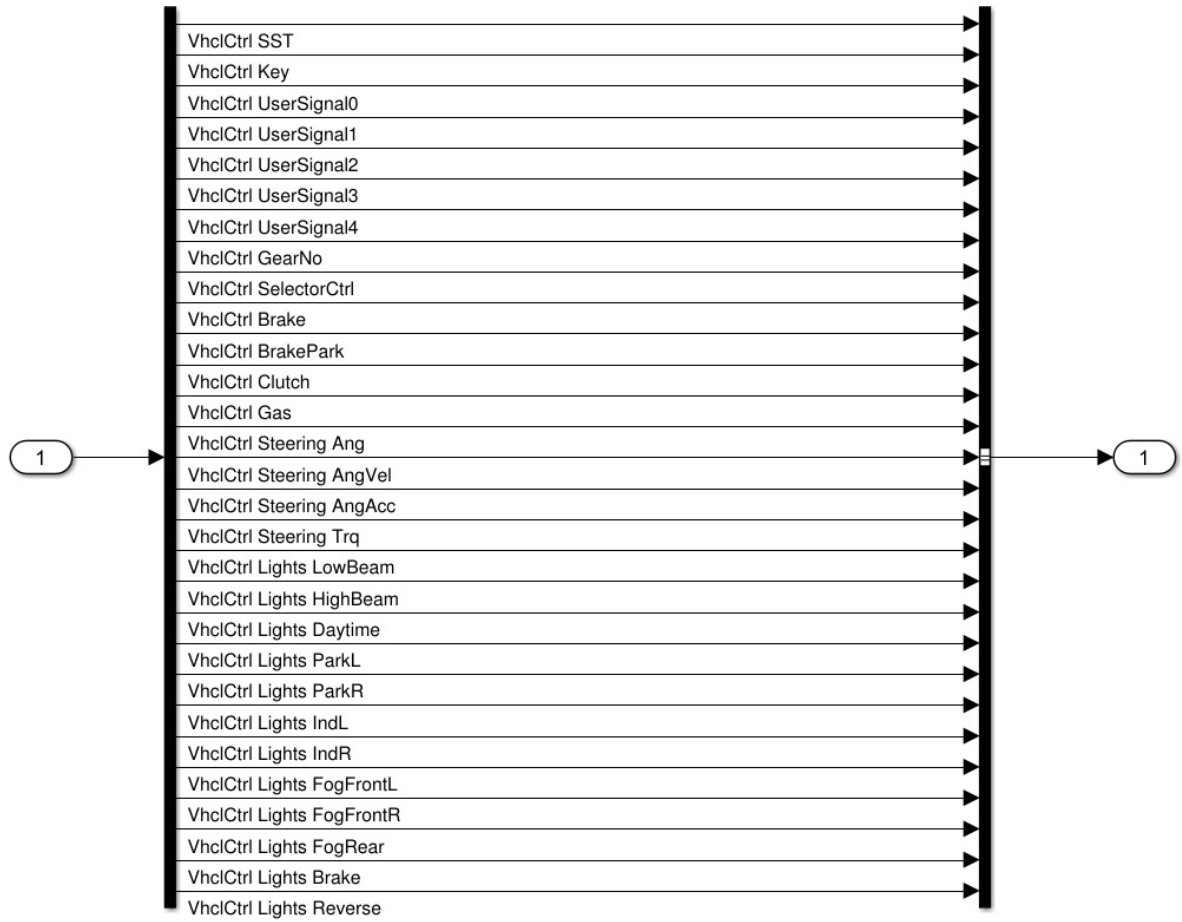 VhclCtrl SST
VhclCtrl Key
VhclCtrl UserSignal0
VhclCtrl UserSignal1
VhclCtrl UserSignal2
VhclCtrl UserSignal3
VhclCtrl UserSignal4
VhclCtrl GearNo
VhclCtrl SelectorCtrl
VhclCtrl Brake
VhclCtrl BrakePark
VhclCtrl Clutch
VhclCtrl Gas
VhclCtrl Steering Ang
1
1
VhclCtrl Steering AngVel
VhclCtrl Steering AngAcc
VhclCtrl Steering Trq
VhclCtrl Lights LowBeam
VhclCtrl Lights HighBeam
VhclCtrl Lights Daytime
VhclCtrl Lights ParkL
VhclCtrl Lights ParkR
VhclCtrl Lights IndL
VhclCtrl Lights IndR
VhclCtrl Lights FogFrontL
VhclCtrl Lights FogFrontR
VhclCtrl Lights FogRear
VhclCtrl Lights Brake
VhclCtrl Lights Reverse